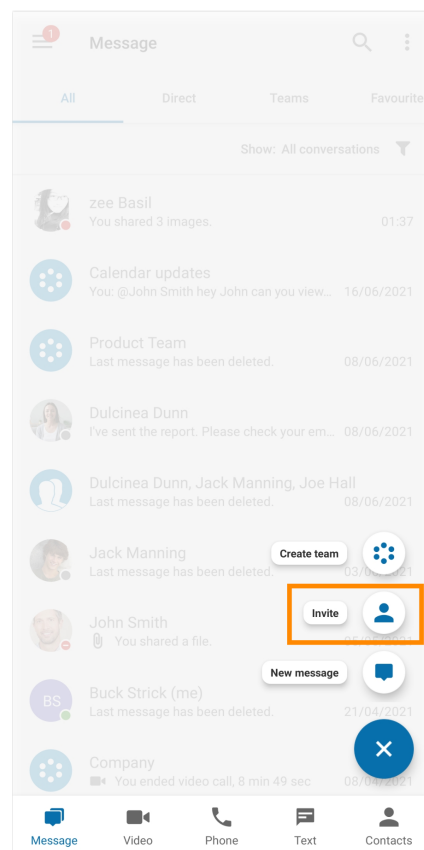 1
Message
All Direct Teams Favourite
Show: All conversations
zee Basil
You shared 3 images. 01:37
Calendar updates
You: @John Smith hey John can you view... 16/06/2021
Product Team
Last message has been deleted. 08/06/2021
Dulcinea Dunn
I've sent the report. Please check your em... 08/06/2021
Dulcinea Dunn, Jack Manning, Joe Hall
Last message has been deleted. 08/06/2021
Jack Manning
Create team
Last message has been deleted. 21
John Smith
Invite
You shared a file.
New message
BS
Buck Strick (me)
Last message has been deleted. 21/04/2021
Company
You ended video call, 8 min 49 sec 08/04/2021
Message Video Phone Text Contacts